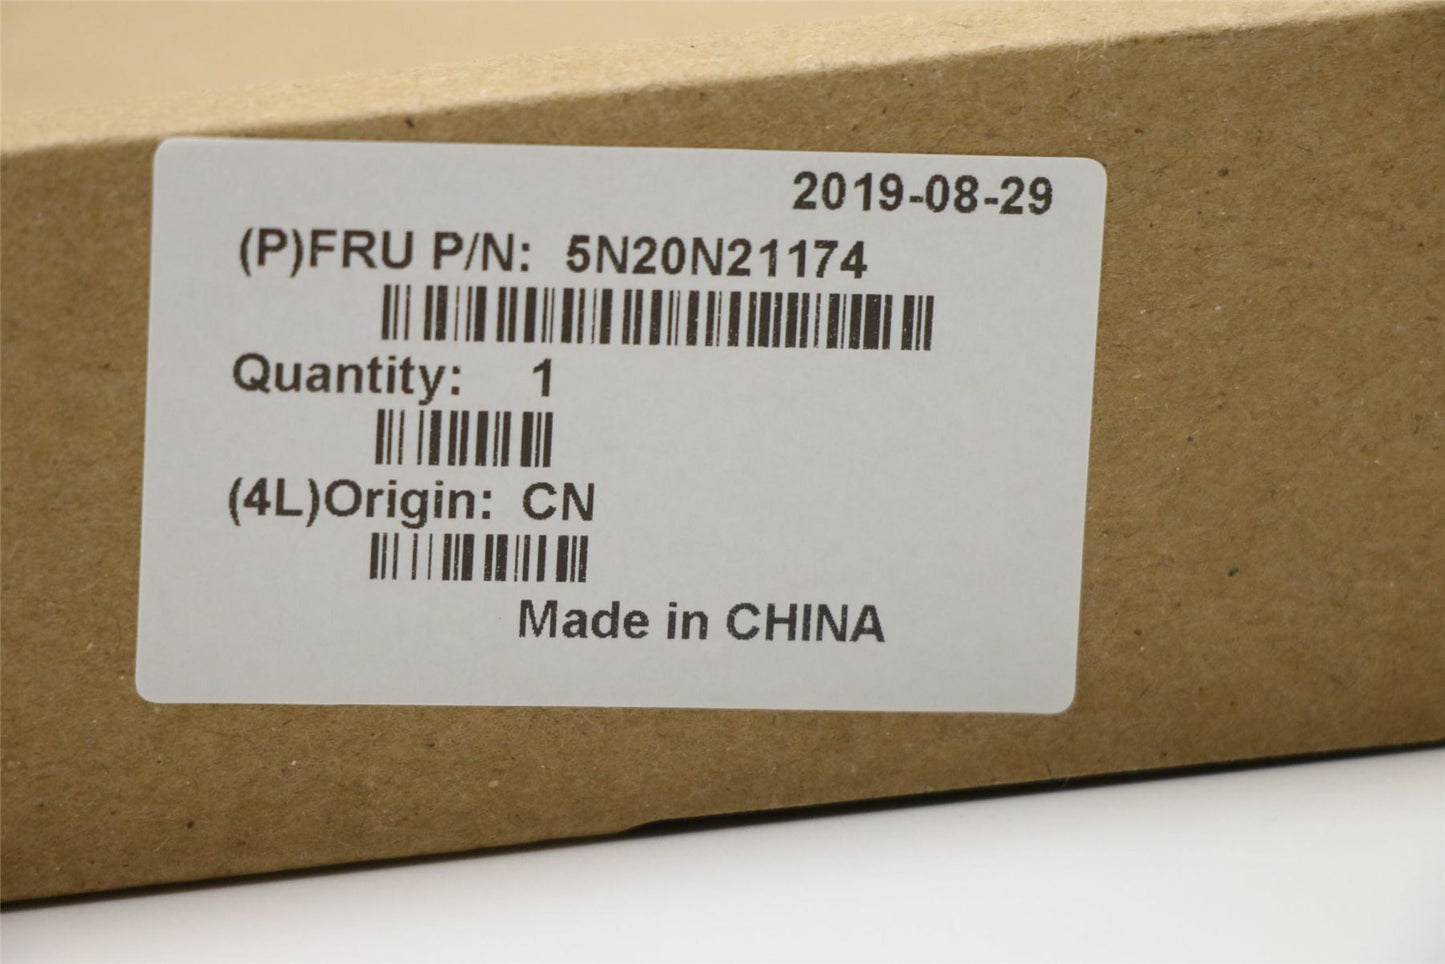 2019-08-29
(P)FRU P/N: 5N20N21174
Quantity: 1
(4L)Origin: CN
Made in CHINA